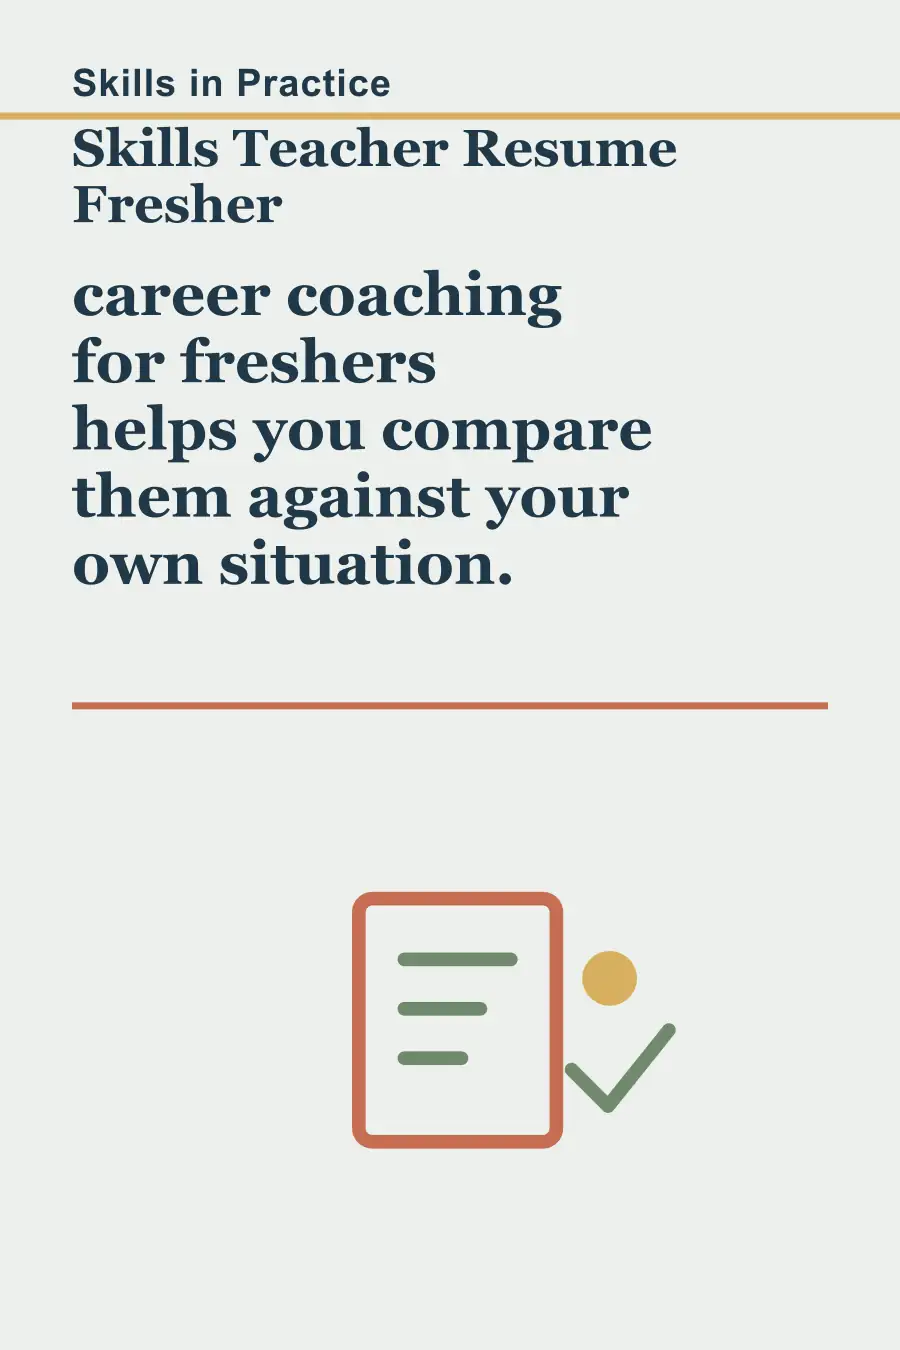 Skills in Practice
Skills Teacher Resume
Fresher
career coaching
for freshers
helps you compare
them against your
own situation.